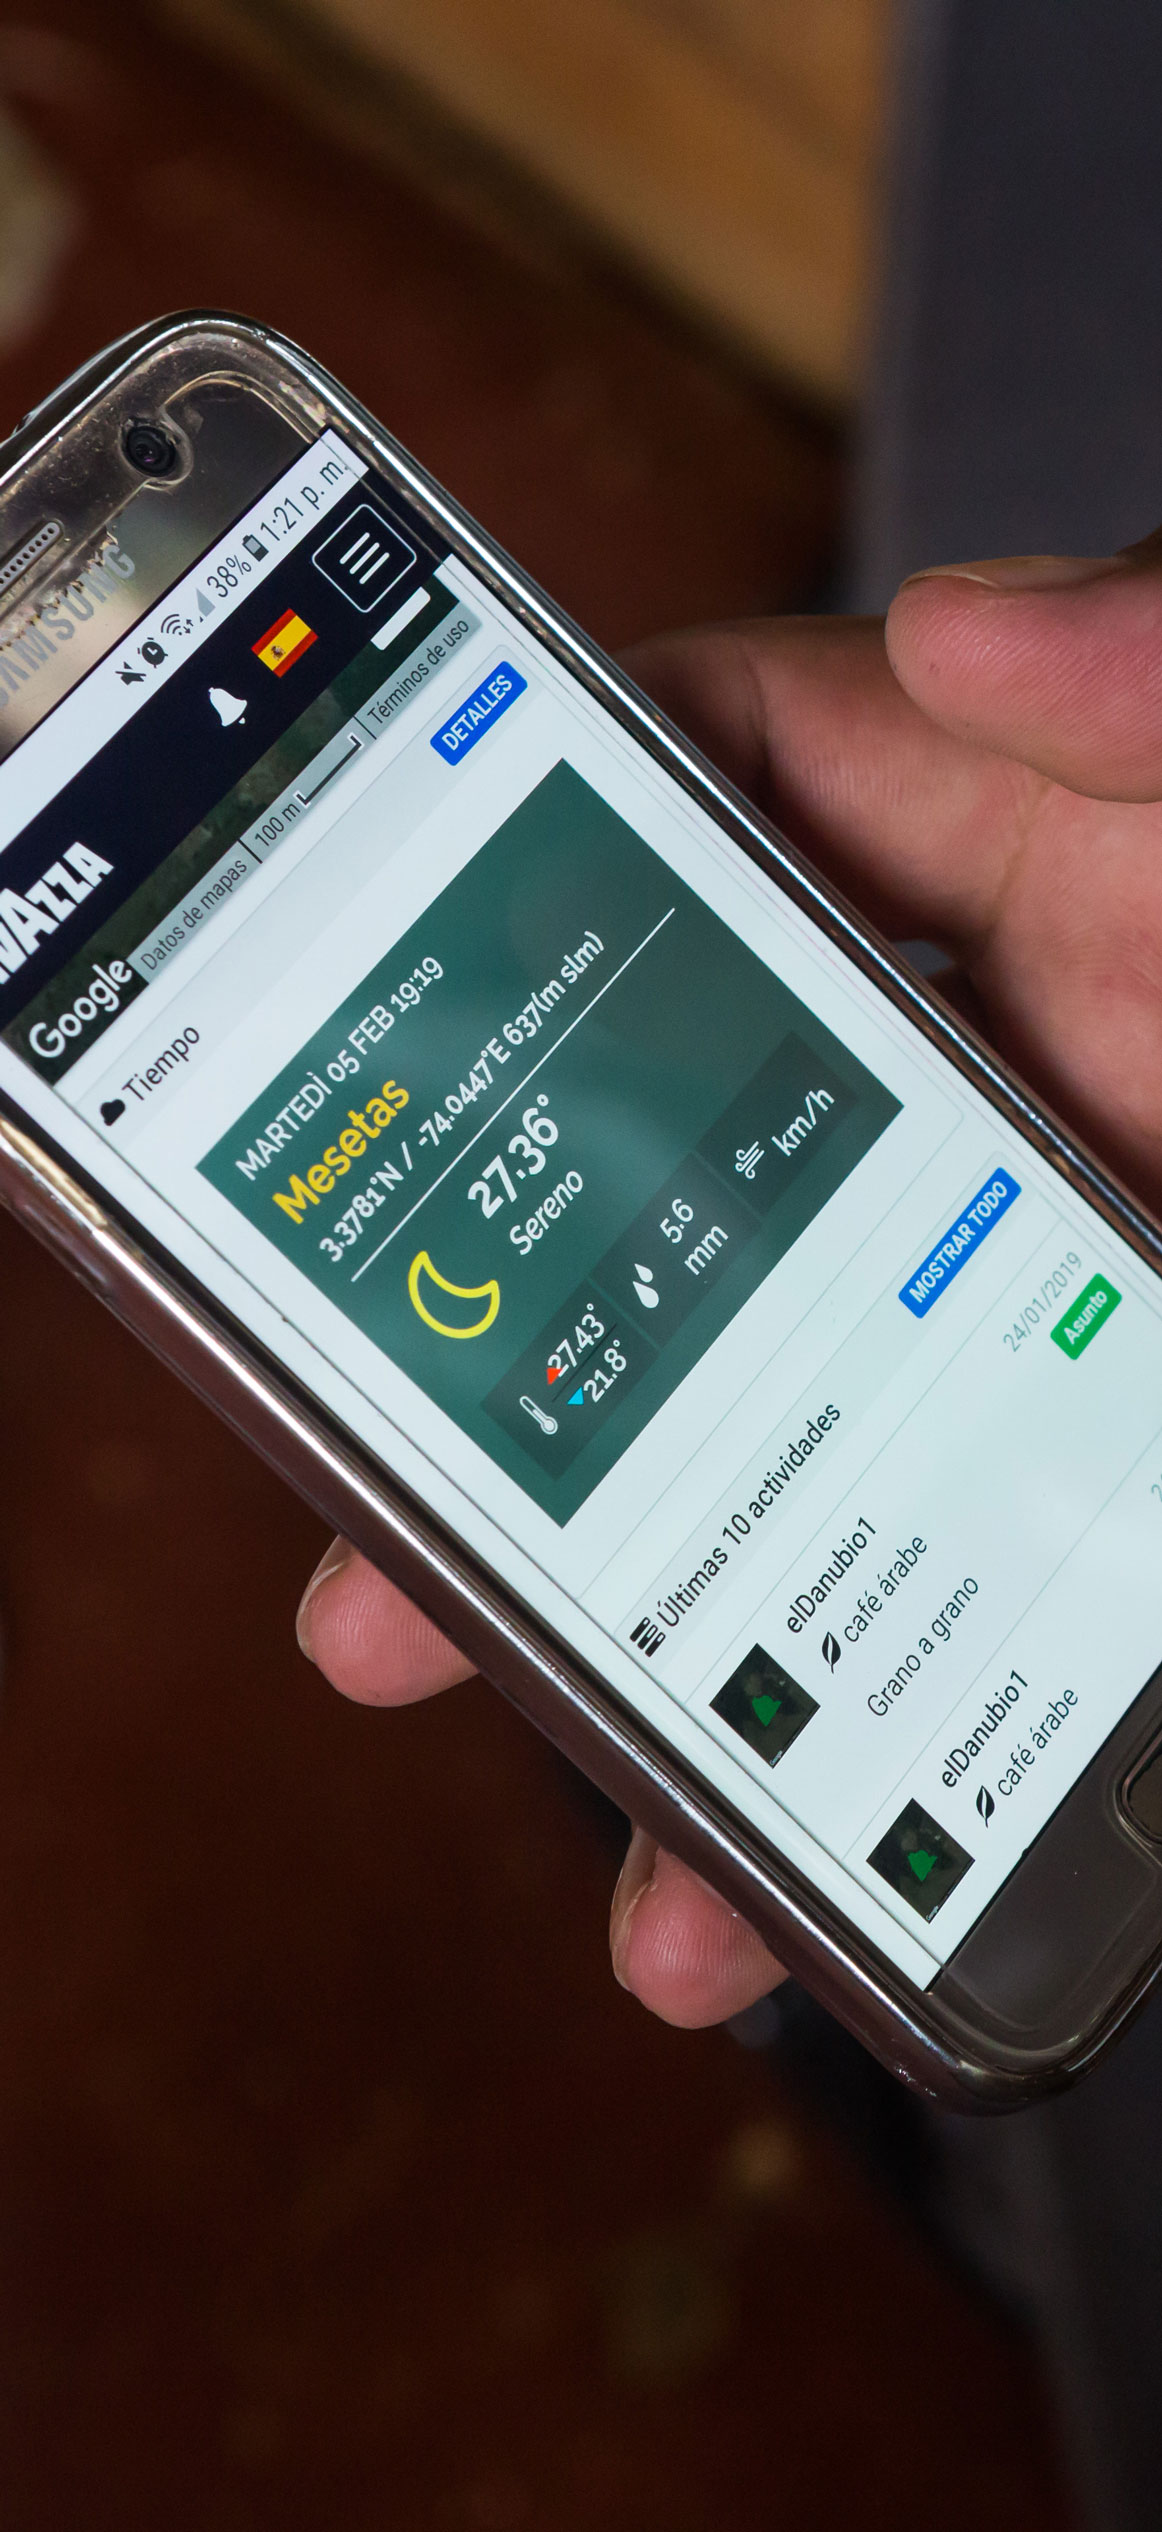 SAMSUNG
38% 1:21 p. m.
AVAZZA
Google
Datos de mapas
100 m
Términos de uso
Tiempo
DETALLES
MARTEDÌ 05 FEB 19:19
Mesetas
3.3781°N / -74.0447°E 637(m slm)
27.36°
Sereno
27.43°
21.8°
5.6
mm
km/h
Últimas 10 actividades
MOSTRAR TODO
elDanubio1
24/01/2019
café árabe
Asunto
Grano a grano
elDanubio1
café árabe